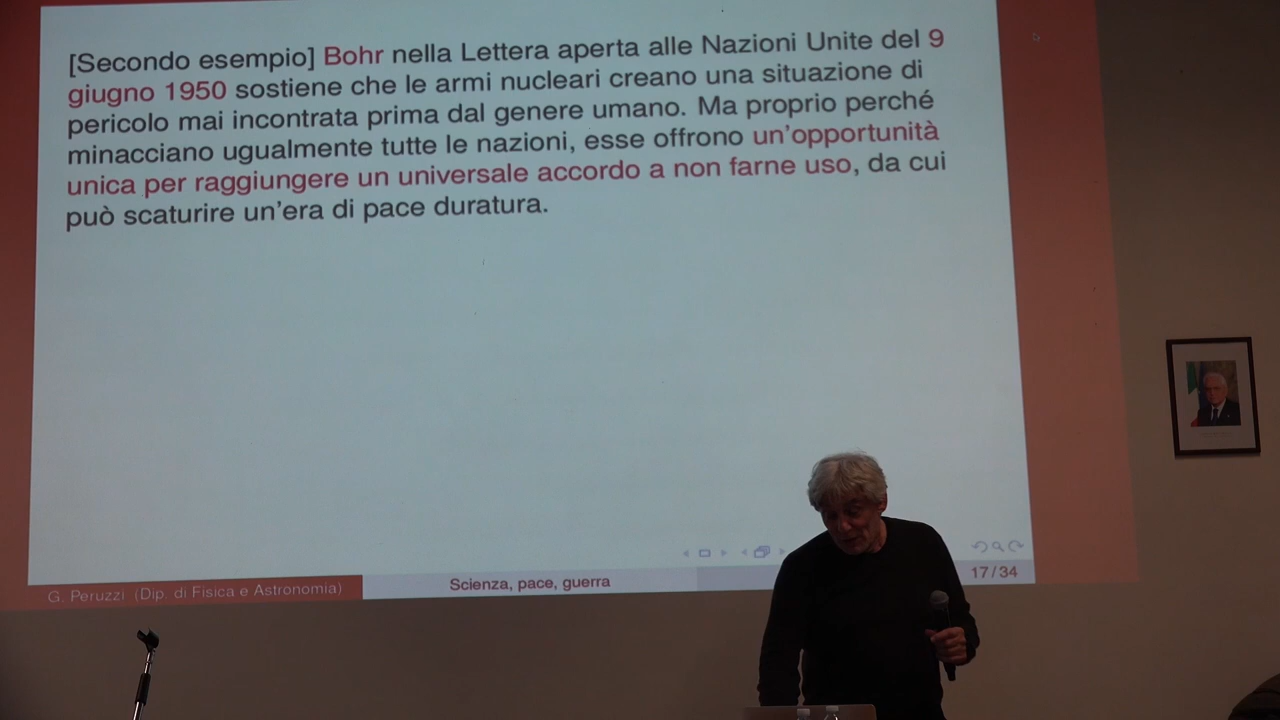 [Secondo esempio] Bohr nella Lettera aperta alle Nazioni Unite del 9
giugno 1950 sostiene che le armi nucleari creano una situazione di
pericolo mai incontrata prima dal genere umano. Ma proprio perché
minacciano ugualmente tutte le nazioni, esse offrono un'opportunità
unica per raggiungere un universale accordo a non farne uso, da cui
può scaturire un'era di pace duratura.
G. Peruzzi (Dip. di Fisica e Astronomia)
Scienza, pace, guerra
17/34